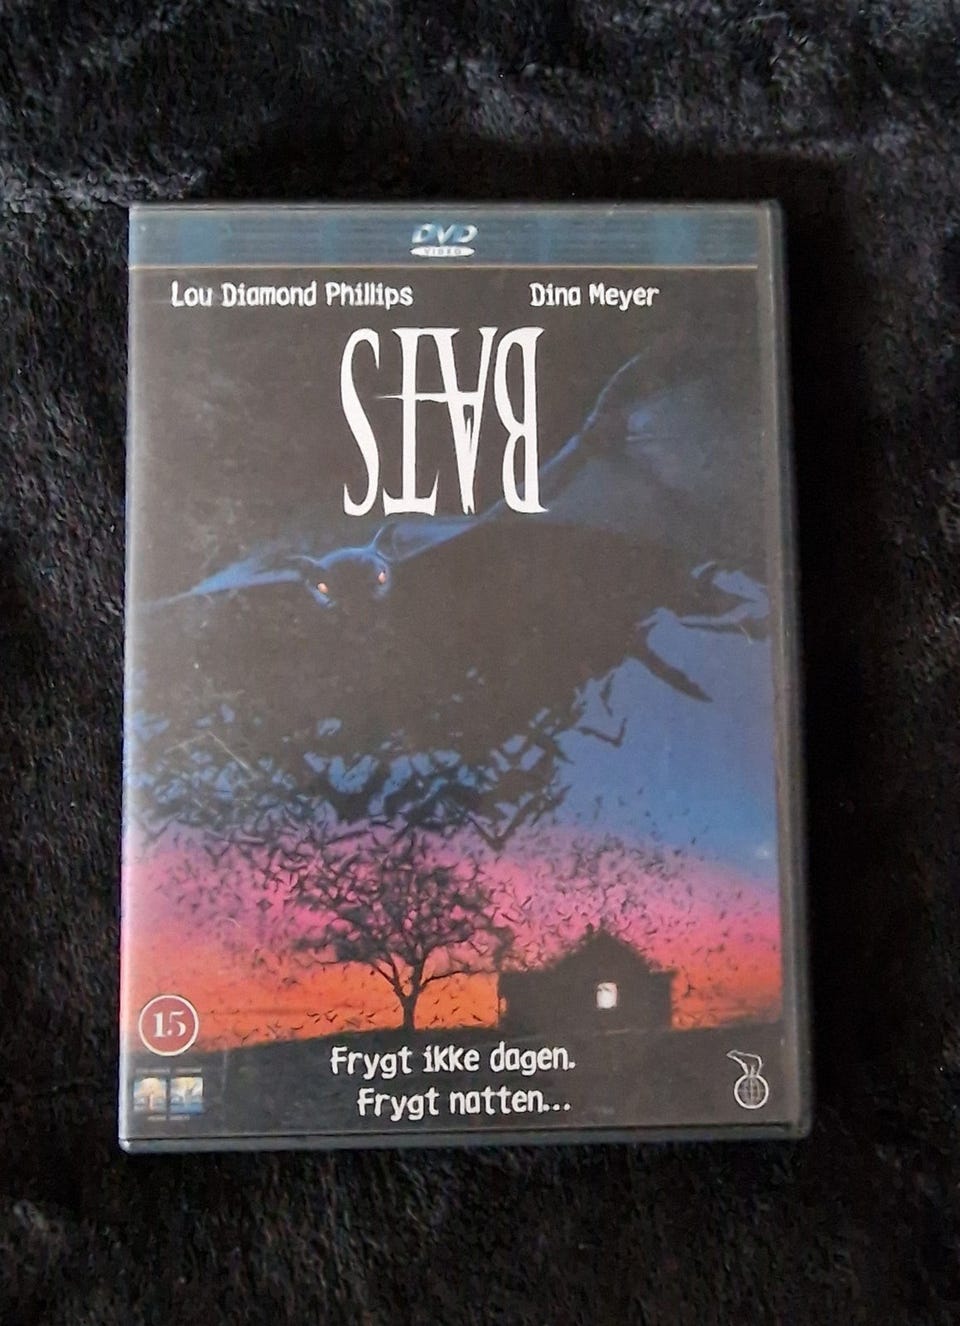 DVD
VIDEO
Lou Diamond Phillips Dina Meyer
BATS
15
Frygt ikke dagen.
Frygt natten...